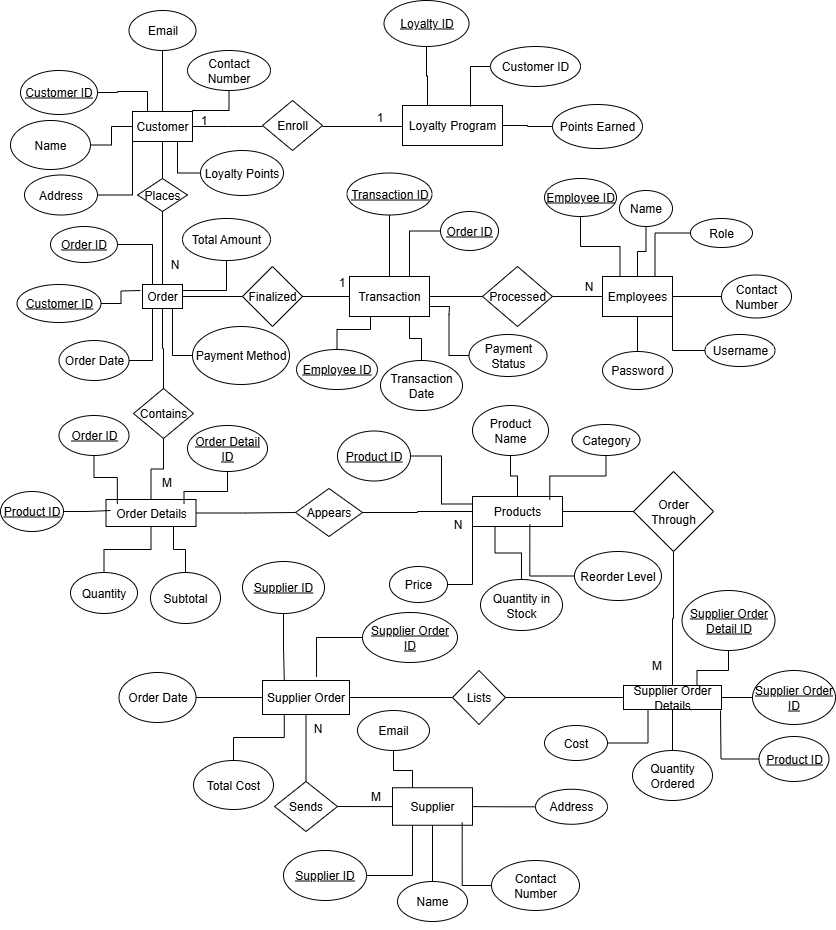 Email
Loyalty ID
Contact
Number
Customer ID
Customer ID
Customer
1
Enroll
1
Loyalty Program
Points Earned
Name
Address
Places
Loyalty Points
Transaction ID
Employee ID
Name
Order ID
Total Amount
Order ID
Role
N
Customer ID
Order
Finalized
1
Transaction
Processed
N
Employees
Contact
Number
Order Date
Payment Method
Employee ID
Transaction
Date
Payment
Status
Password
Username
Contains
Order ID
Order Detail
ID
Product ID
Product
Name
Category
M
Product ID
Order Details
Appears
N
Products
Order
Through
Quantity
Subtotal
Price
Quantity in
Stock
Reorder Level
Supplier ID
Supplier Order
ID
Supplier Order
Detail ID
M
Order Date
Supplier Order
Lists
Supplier Order
Details
Supplier Order
ID
N
Email
Cost
Product ID
Total Cost
Quantity
Ordered
Sends
M
Supplier
Address
Supplier ID
Name
Contact
Number